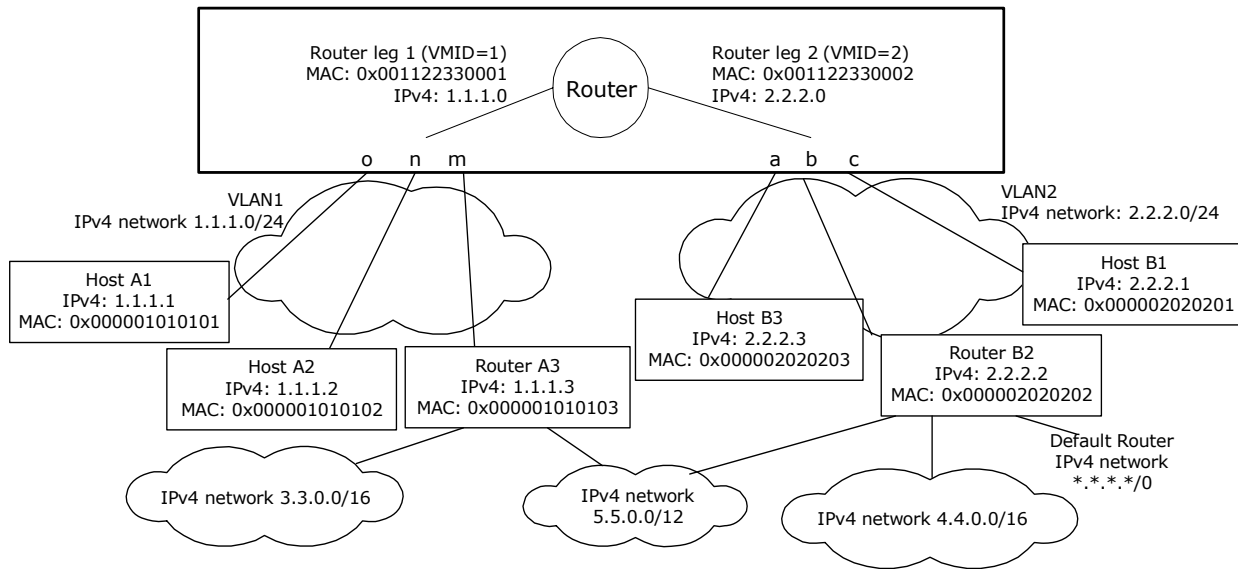 Router leg 1 (VMID=1)
MAC: 0x001122330001
IPv4: 1.1.1.0
Router
Router leg 2 (VMID=2)
MAC: 0x001122330002
IPv4: 2.2.2.0
o n m
a b c
VLAN1
IPv4 network 1.1.1.0/24
VLAN2
IPv4 network: 2.2.2.0/24
Host A1
IPv4: 1.1.1.1
MAC: 0x000001010101
Host B1
IPv4: 2.2.2.1
MAC: 0x000002020201
Host B3
IPv4: 2.2.2.3
MAC: 0x000002020203
Host A2
IPv4: 1.1.1.2
MAC: 0x000001010102
Router A3
IPv4: 1.1.1.3
MAC: 0x000001010103
Router B2
IPv4: 2.2.2.2
MAC: 0x000002020202
Default Router
IPv4 network
*.*.*.*/0
IPv4 network 3.3.0.0/16
IPv4 network
5.5.0.0/12
IPv4 network 4.4.0.0/16